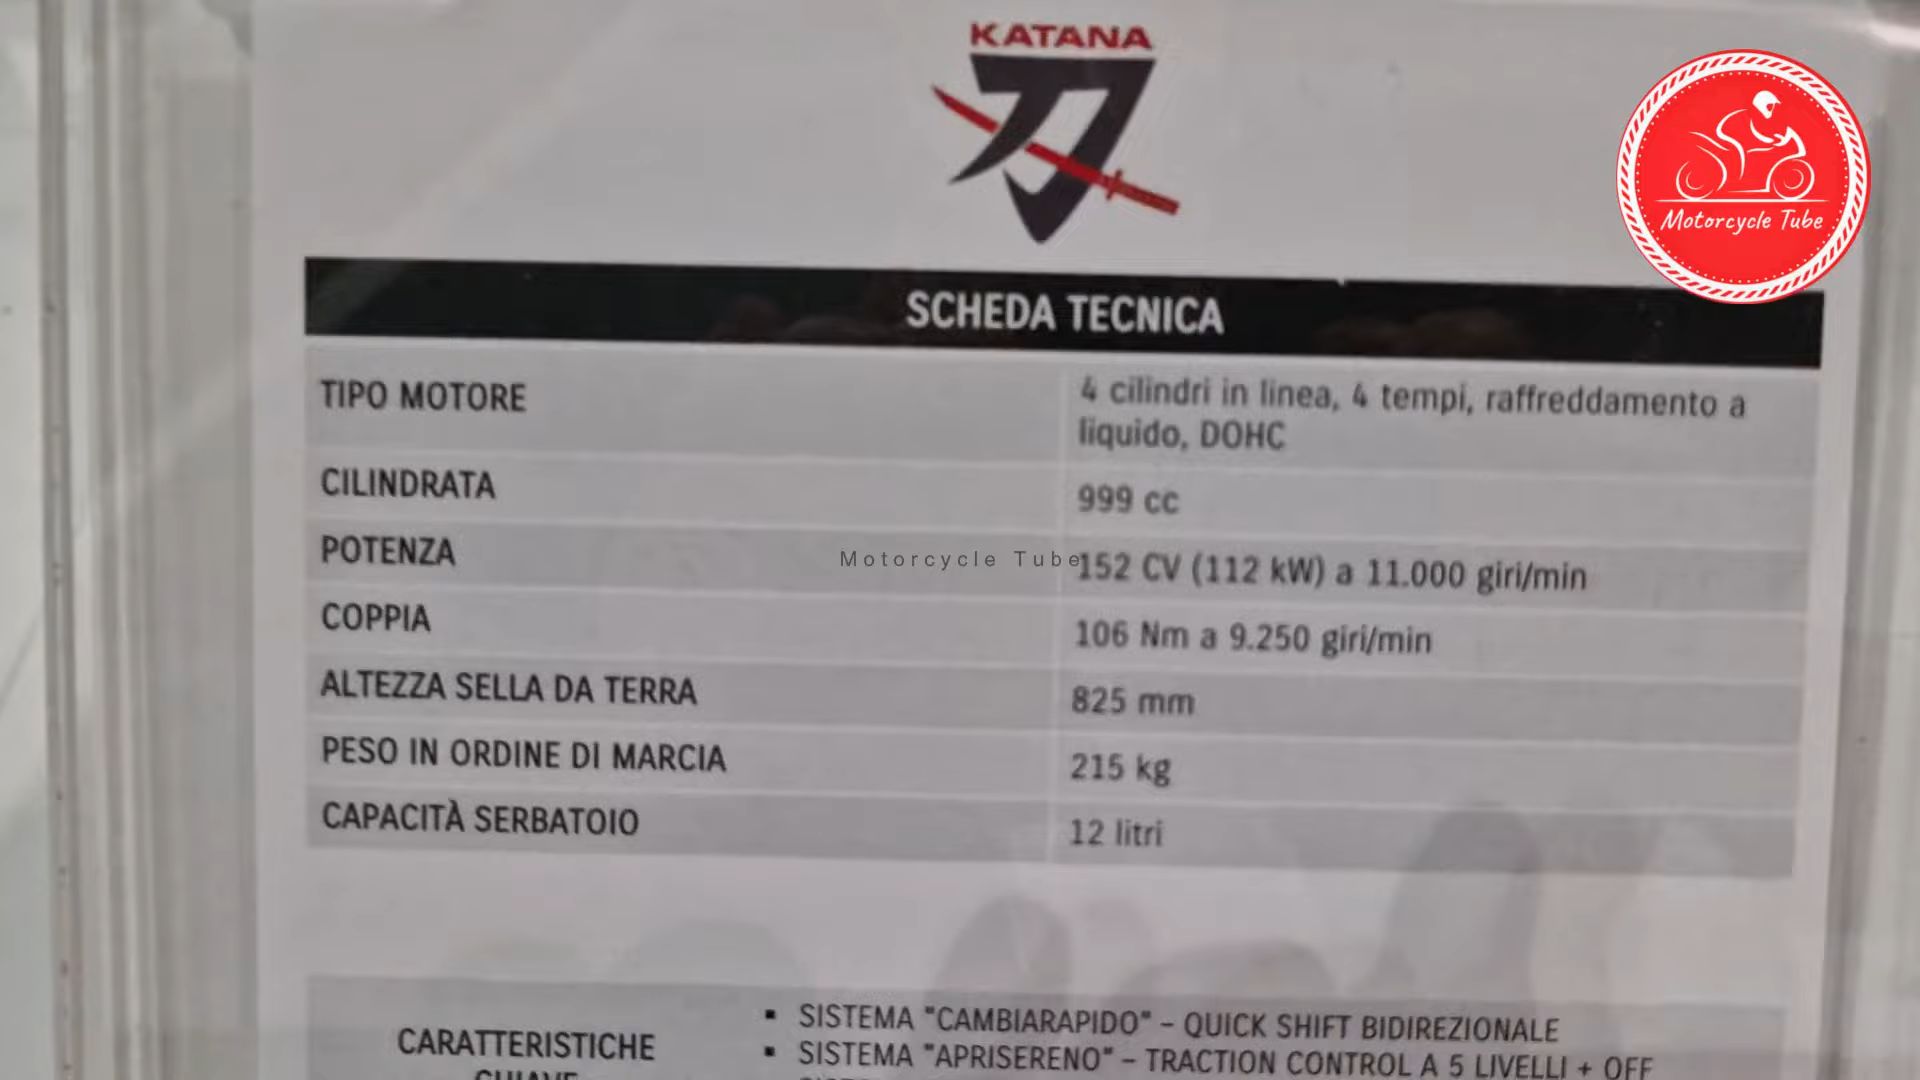 KATANA
刀
Motorcycle Tube
SCHEDA TECNICA
TIPO MOTORE
4 cilindri in linea, 4 tempi, raffreddamento a
liquido, DOHC
CILINDRATA
999 cc
POTENZA
Motorcycle Tube
152 CV (112 kW) a 11.000 giri/min
COPPIA
106 Nm a 9.250 giri/min
ALTEZZA SELLA DA TERRA
825 mm
PESO IN ORDINE DI MARCIA
215 kg
CAPACITÀ SERBATOIO
12 litri
CARATTERISTICHE
▪ SISTEMA "CAMBIARAPIDO" – QUICK SHIFT BIDIREZIONALE
▪ SISTEMA "APRISERENO" – TRACTION CONTROL A 5 LIVELLI + OFF